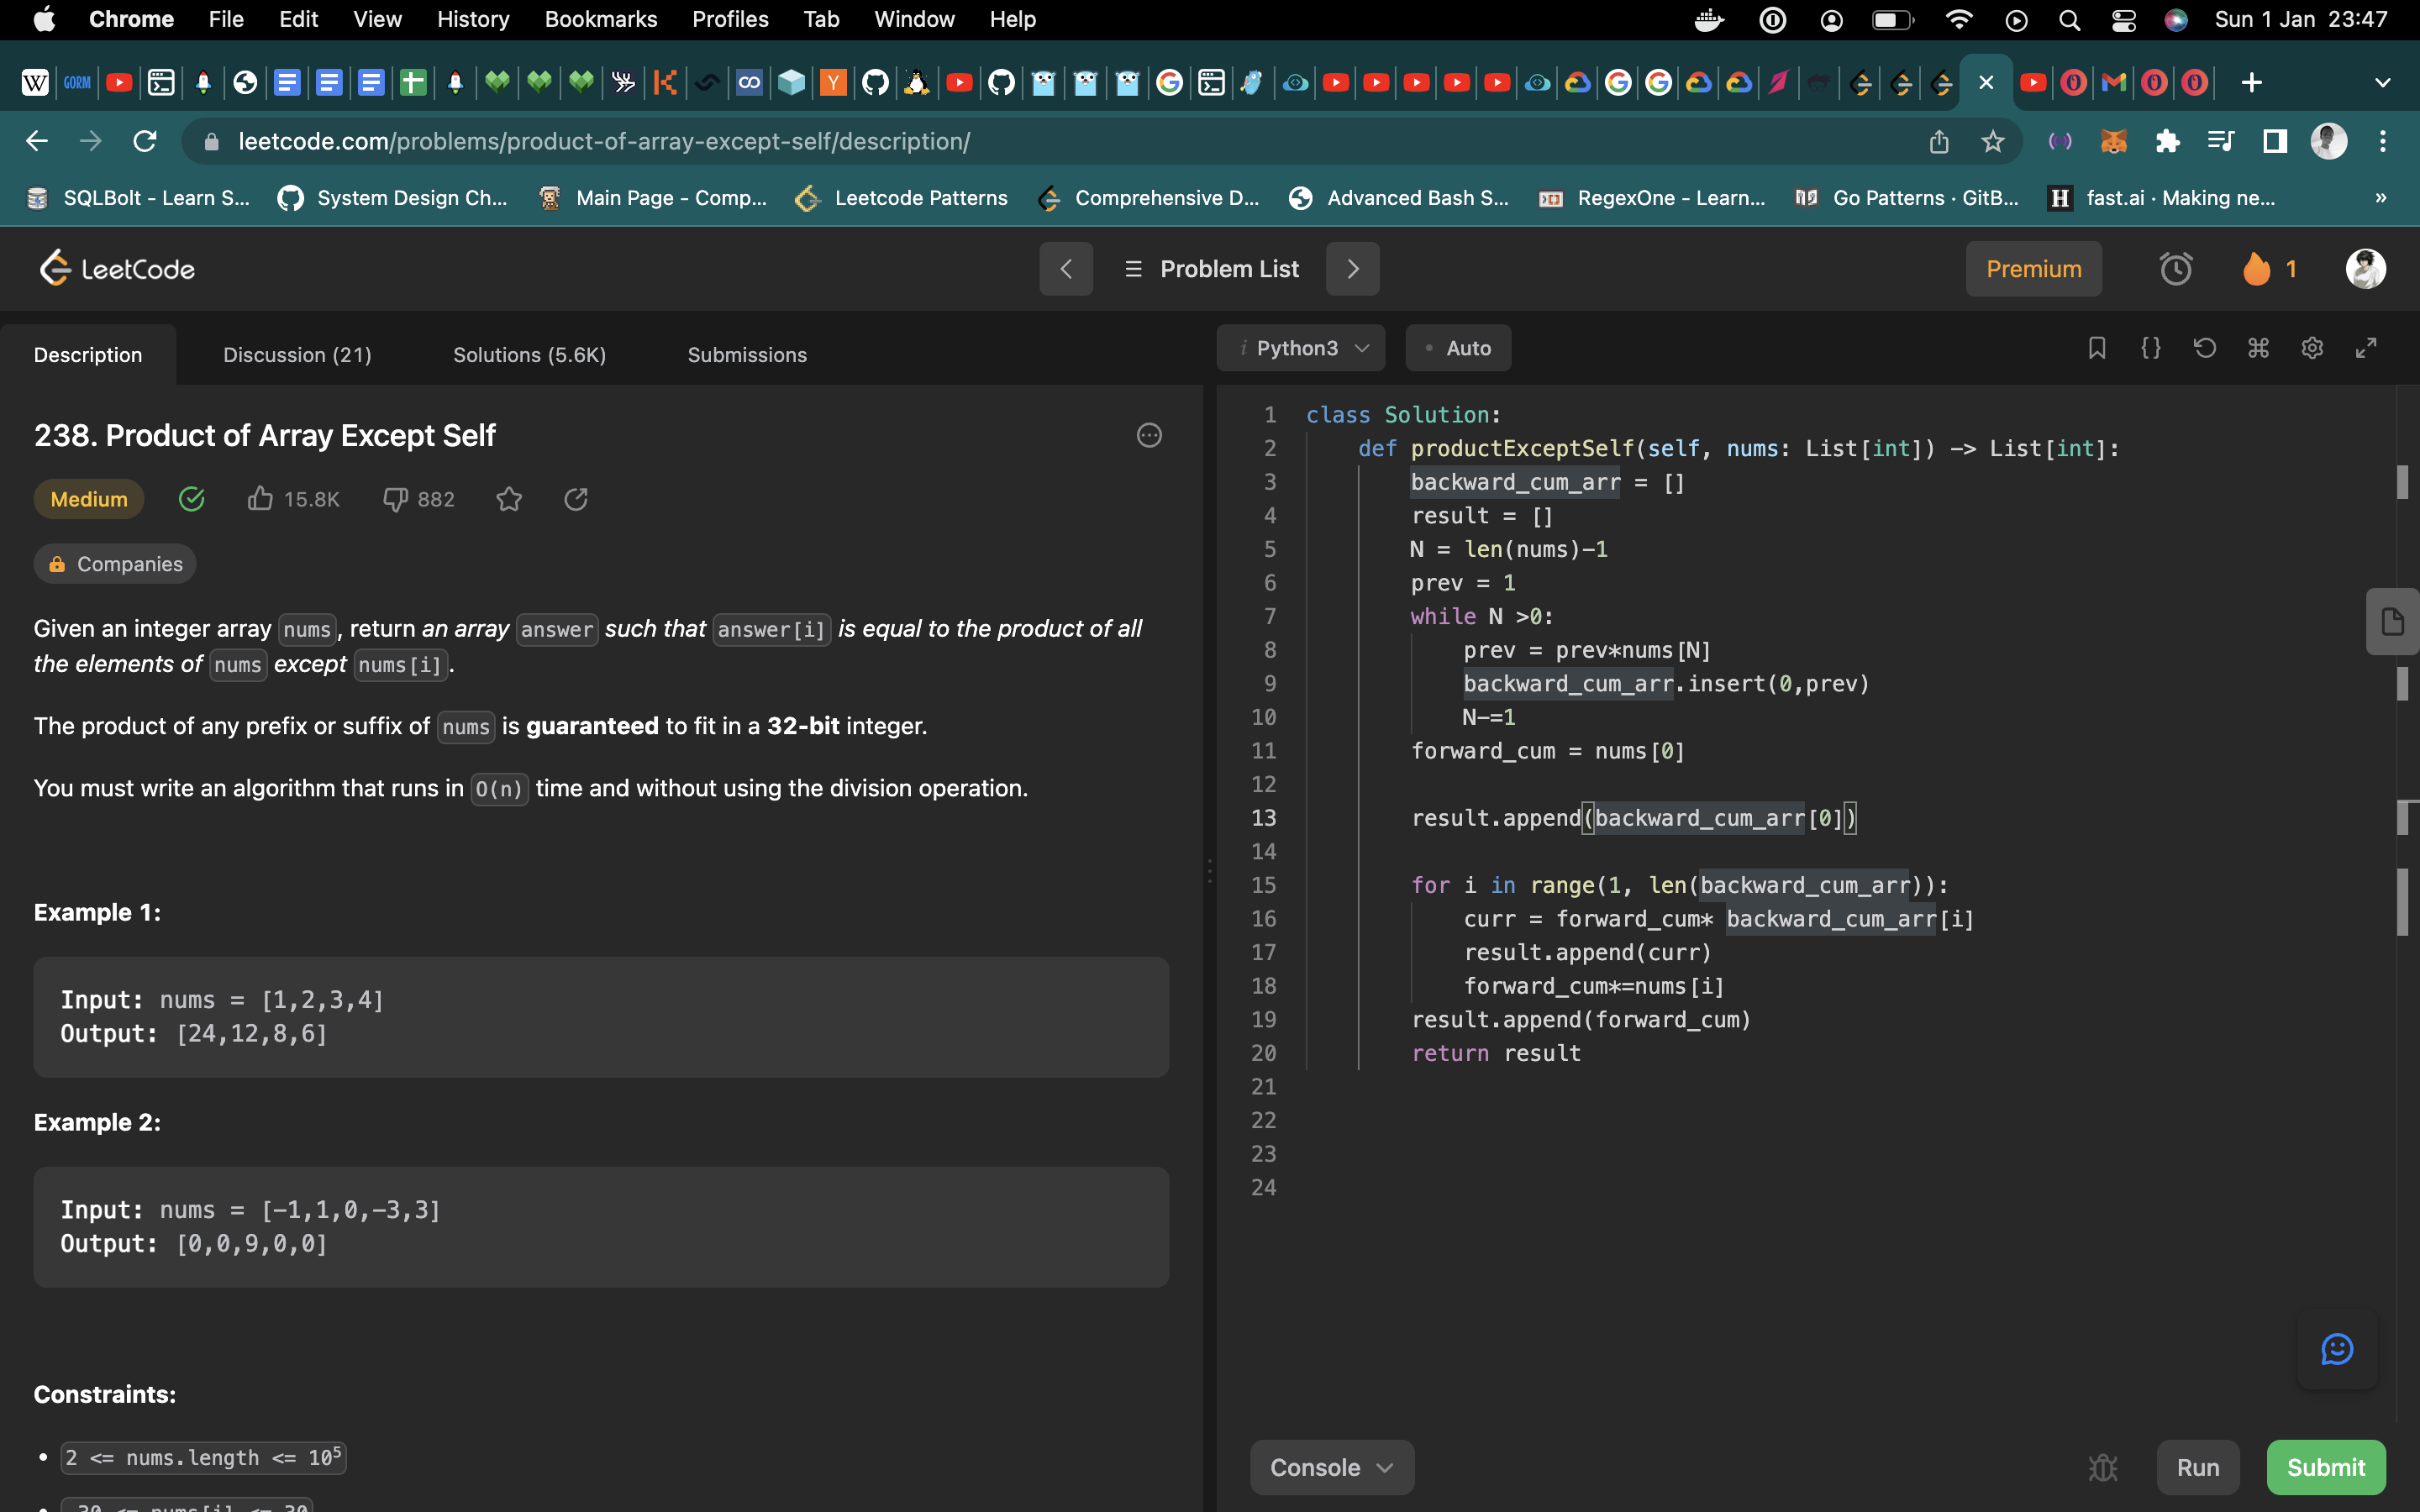 Chrome File Edit View History Bookmarks Profiles Tab Window Help Sun 1 Jan 23:47
leetcode.com/problems/product-of-array-except-self/description/
SQLBolt - Learn S... System Design Ch... Main Page - Comp... Leetcode Patterns Comprehensive D... Advanced Bash S... RegexOne - Learn... Go Patterns · GitB... fast.ai · Making ne... »
LeetCode Problem List Premium 1
Description Discussion (21) Solutions (5.6K) Submissions
238. Product of Array Except Self
Medium 15.8K 882
Companies
Given an integer array nums, return an array answer such that answer[i] is equal to the product of all
the elements of nums except nums[i].
The product of any prefix or suffix of nums is guaranteed to fit in a 32-bit integer.
You must write an algorithm that runs in O(n) time and without using the division operation.
Example 1:
Input: nums = [1,2,3,4]
Output: [24,12,8,6]
Example 2:
Input: nums = [-1,1,0,-3,3]
Output: [0,0,9,0,0]
Constraints:
• 2 <= nums.length <= 10⁵
i Python3 • Auto
1 class Solution:
2 def productExceptSelf(self, nums: List[int]) -> List[int]:
3 backward_cum_arr = []
4 result = []
5 N = len(nums)-1
6 prev = 1
7 while N >0:
8 prev = prev*nums[N]
9 backward_cum_arr.insert(0,prev)
10 N-=1
11 forward_cum = nums[0]
12
13 result.append(backward_cum_arr[0])
14
15 for i in range(1, len(backward_cum_arr)):
16 curr = forward_cum* backward_cum_arr[i]
17 result.append(curr)
18 forward_cum*=nums[i]
19 result.append(forward_cum)
20 return result
21
22
23
24
Console Run Submit